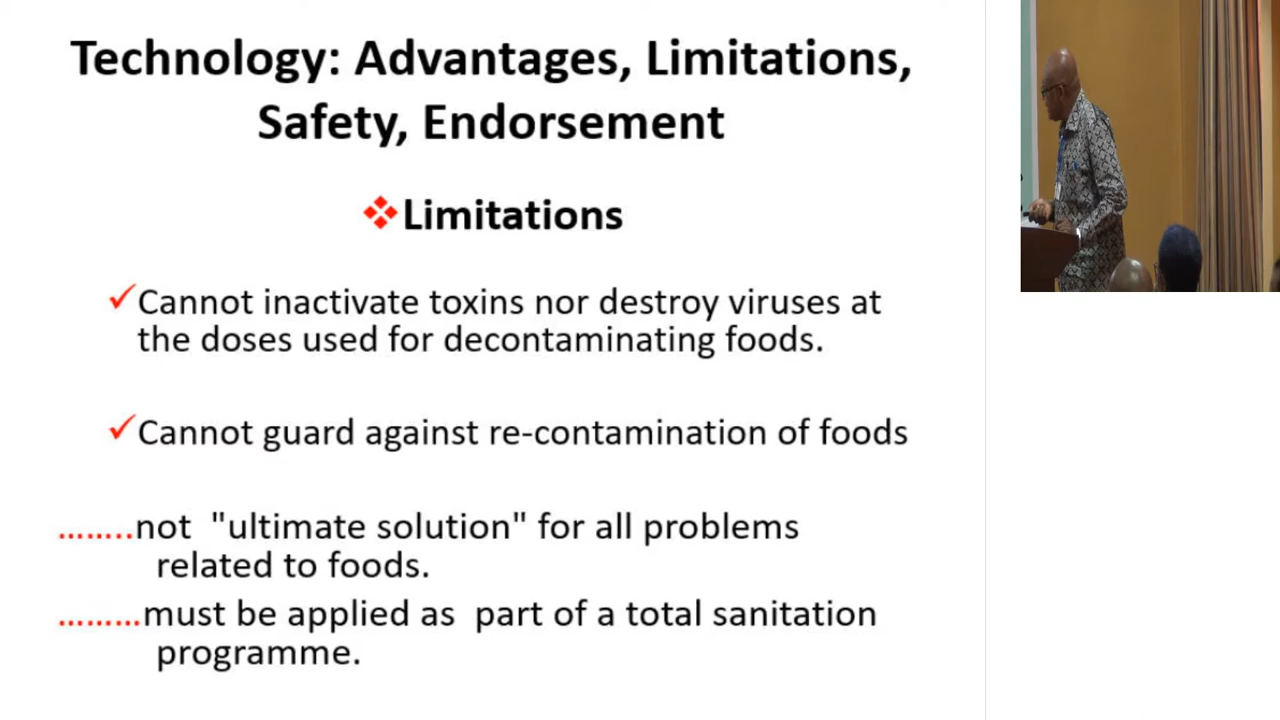 Technology: Advantages, Limitations,
Safety, Endorsement
❖Limitations
✓Cannot inactivate toxins nor destroy viruses at
the doses used for decontaminating foods.
✓Cannot guard against re-contamination of foods
……..not "ultimate solution" for all problems
related to foods.
………must be applied as part of a total sanitation
programme.